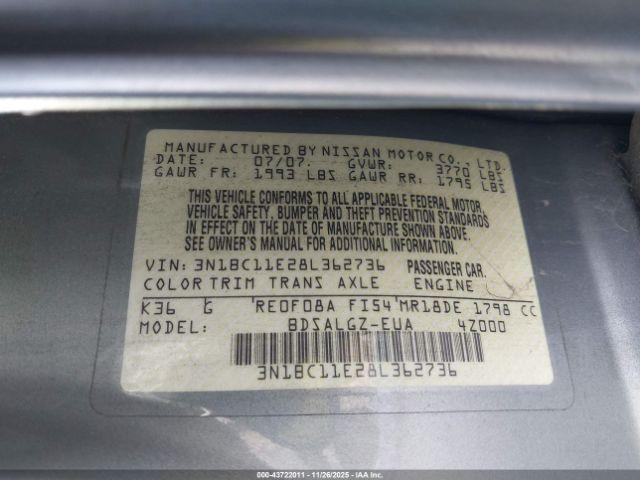 MANUFACTURED BY NISSAN MOTOR CO., LTD.
DATE: 07/07. GVWR: 3770 LBS
GAWR FR: 1993 LBS GAWR RR: 1795 LBS
THIS VEHICLE CONFORMS TO ALL APPLICABLE FEDERAL MOTOR
VEHICLE SAFETY. BUMPER AND THEFT PREVENTION STANDARDS
IN EFFECT ON THE DATE OF MANUFACTURE SHOWN ABOVE.
SEE OWNER'S MANUAL FOR ADDITIONAL INFORMATION.
VIN: 3N1BC11E28L362736 PASSENGER CAR.
COLOR TRIM TRANS AXLE ENGINE
K36 G RE0F08A FI54 MR18DE 1798 CC
MODEL: BDSALGZ-EUA 4Z000
3N1BC11E28L362736
000-43722011 - 11/26/2025 - IAAI.COM